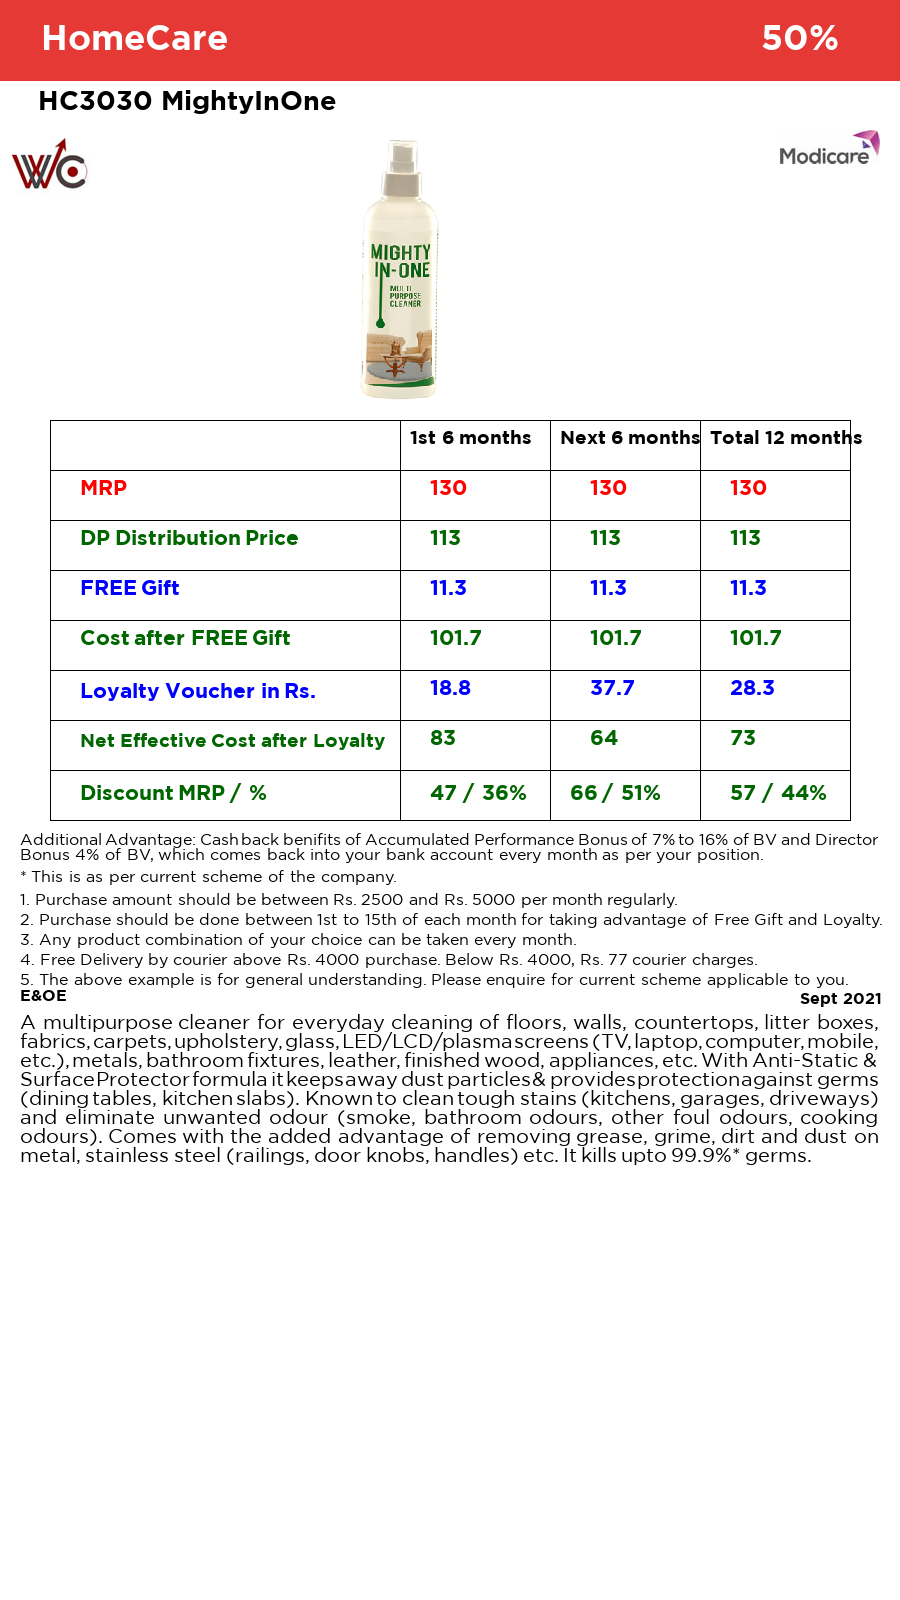 HomeCare 50%
HC3030 MightyInOne
WC
Modicare
MIGHTY
IN-ONE
MULTI
PURPOSE
CLEANER
1st 6 months Next 6 months Total 12 months
MRP 130 130 130
DP Distribution Price 113 113 113
FREE Gift 11.3 11.3 11.3
Cost after FREE Gift 101.7 101.7 101.7
Loyalty Voucher in Rs. 18.8 37.7 28.3
Net Effective Cost after Loyalty 83 64 73
Discount MRP / % 47 / 36% 66 / 51% 57 / 44%
Additional Advantage: Cash back benifits of Accumulated Performance Bonus of 7% to 16% of BV and Director
Bonus 4% of BV, which comes back into your bank account every month as per your position.
* This is as per current scheme of the company.
1. Purchase amount should be between Rs. 2500 and Rs. 5000 per month regularly.
2. Purchase should be done between 1st to 15th of each month for taking advantage of Free Gift and Loyalty.
3. Any product combination of your choice can be taken every month.
4. Free Delivery by courier above Rs. 4000 purchase. Below Rs. 4000, Rs. 77 courier charges.
5. The above example is for general understanding. Please enquire for current scheme applicable to you.
E&OE Sept 2021
A multipurpose cleaner for everyday cleaning of floors, walls, countertops, litter boxes,
fabrics, carpets, upholstery, glass, LED/LCD/plasma screens (TV, laptop, computer, mobile,
etc.), metals, bathroom fixtures, leather, finished wood, appliances, etc. With Anti-Static &
Surface Protector formula it keeps away dust particles & provides protection against germs
(dining tables, kitchen slabs). Known to clean tough stains (kitchens, garages, driveways)
and eliminate unwanted odour (smoke, bathroom odours, other foul odours, cooking
odours). Comes with the added advantage of removing grease, grime, dirt and dust on
metal, stainless steel (railings, door knobs, handles) etc. It kills upto 99.9%* germs.